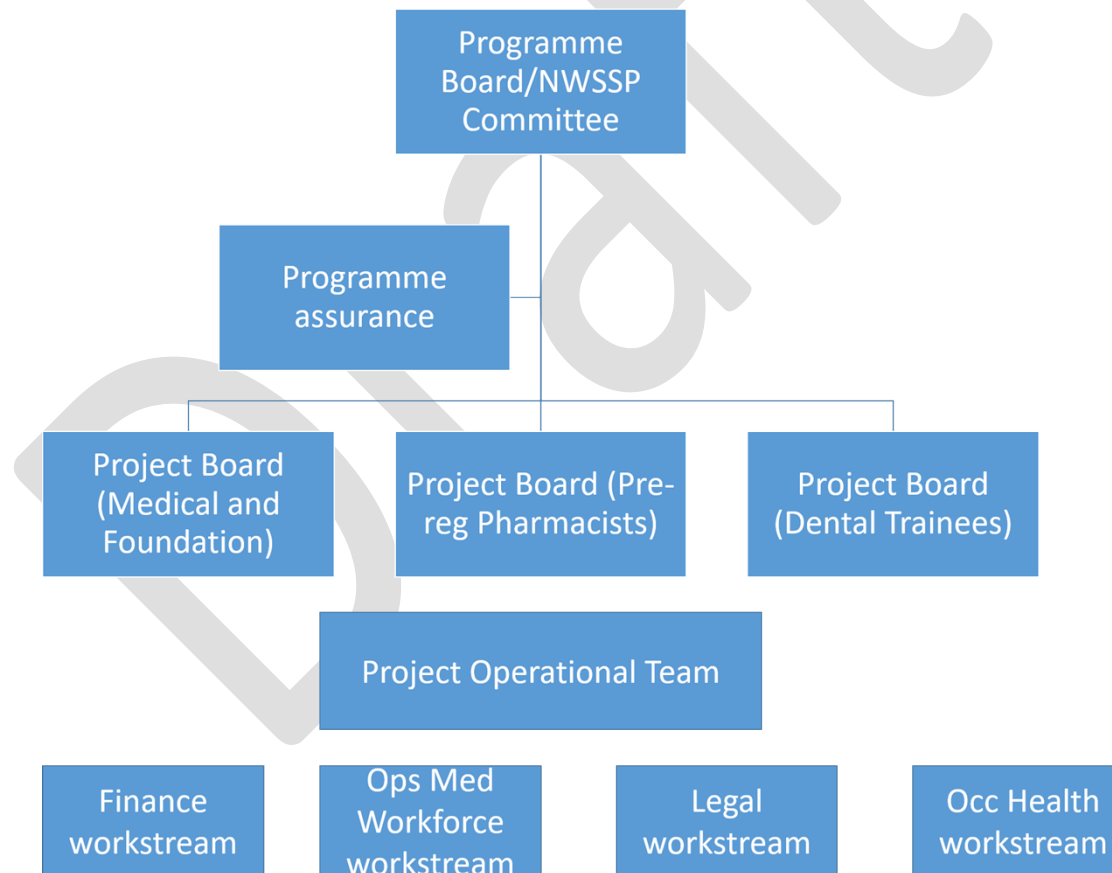 Programme
Board/NWSSP
Committee
Programme
assurance
Project Board
(Medical and
Foundation)
Project Board (Pre-
reg Pharmacists)
Project Board
(Dental Trainees)
Project Operational Team
Finance
workstream
Ops Med
Workforce
workstream
Legal
workstream
Occ Health
workstream
Draft